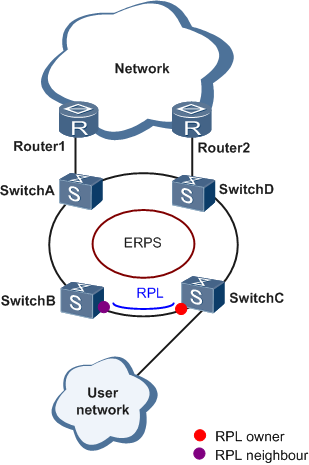 Network
R
R
Router1
Router2
SwitchA
S
S
SwitchD
ERPS
RPL
SwitchB
S
S
SwitchC
User
network
RPL owner
RPL neighbour